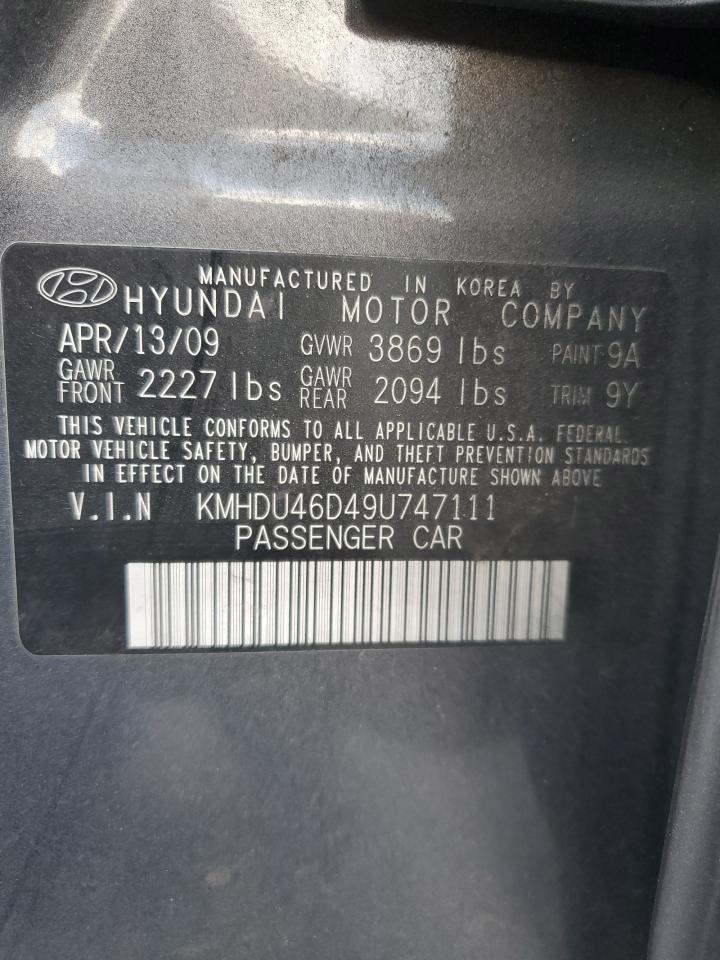 MANUFACTURED IN KOREA BY
HYUNDAI MOTOR COMPANY
APR/13/09 GVWR 3869 lbs PAINT 9A
GAWR FRONT 2227 lbs GAWR REAR 2094 lbs TRIM 9Y
THIS VEHICLE CONFORMS TO ALL APPLICABLE U.S.A. FEDERAL
MOTOR VEHICLE SAFETY, BUMPER, AND THEFT PREVENTION STANDARDS
IN EFFECT ON THE DATE OF MANUFACTURE SHOWN ABOVE
V.I.N KMHDU46D49U747111
PASSENGER CAR